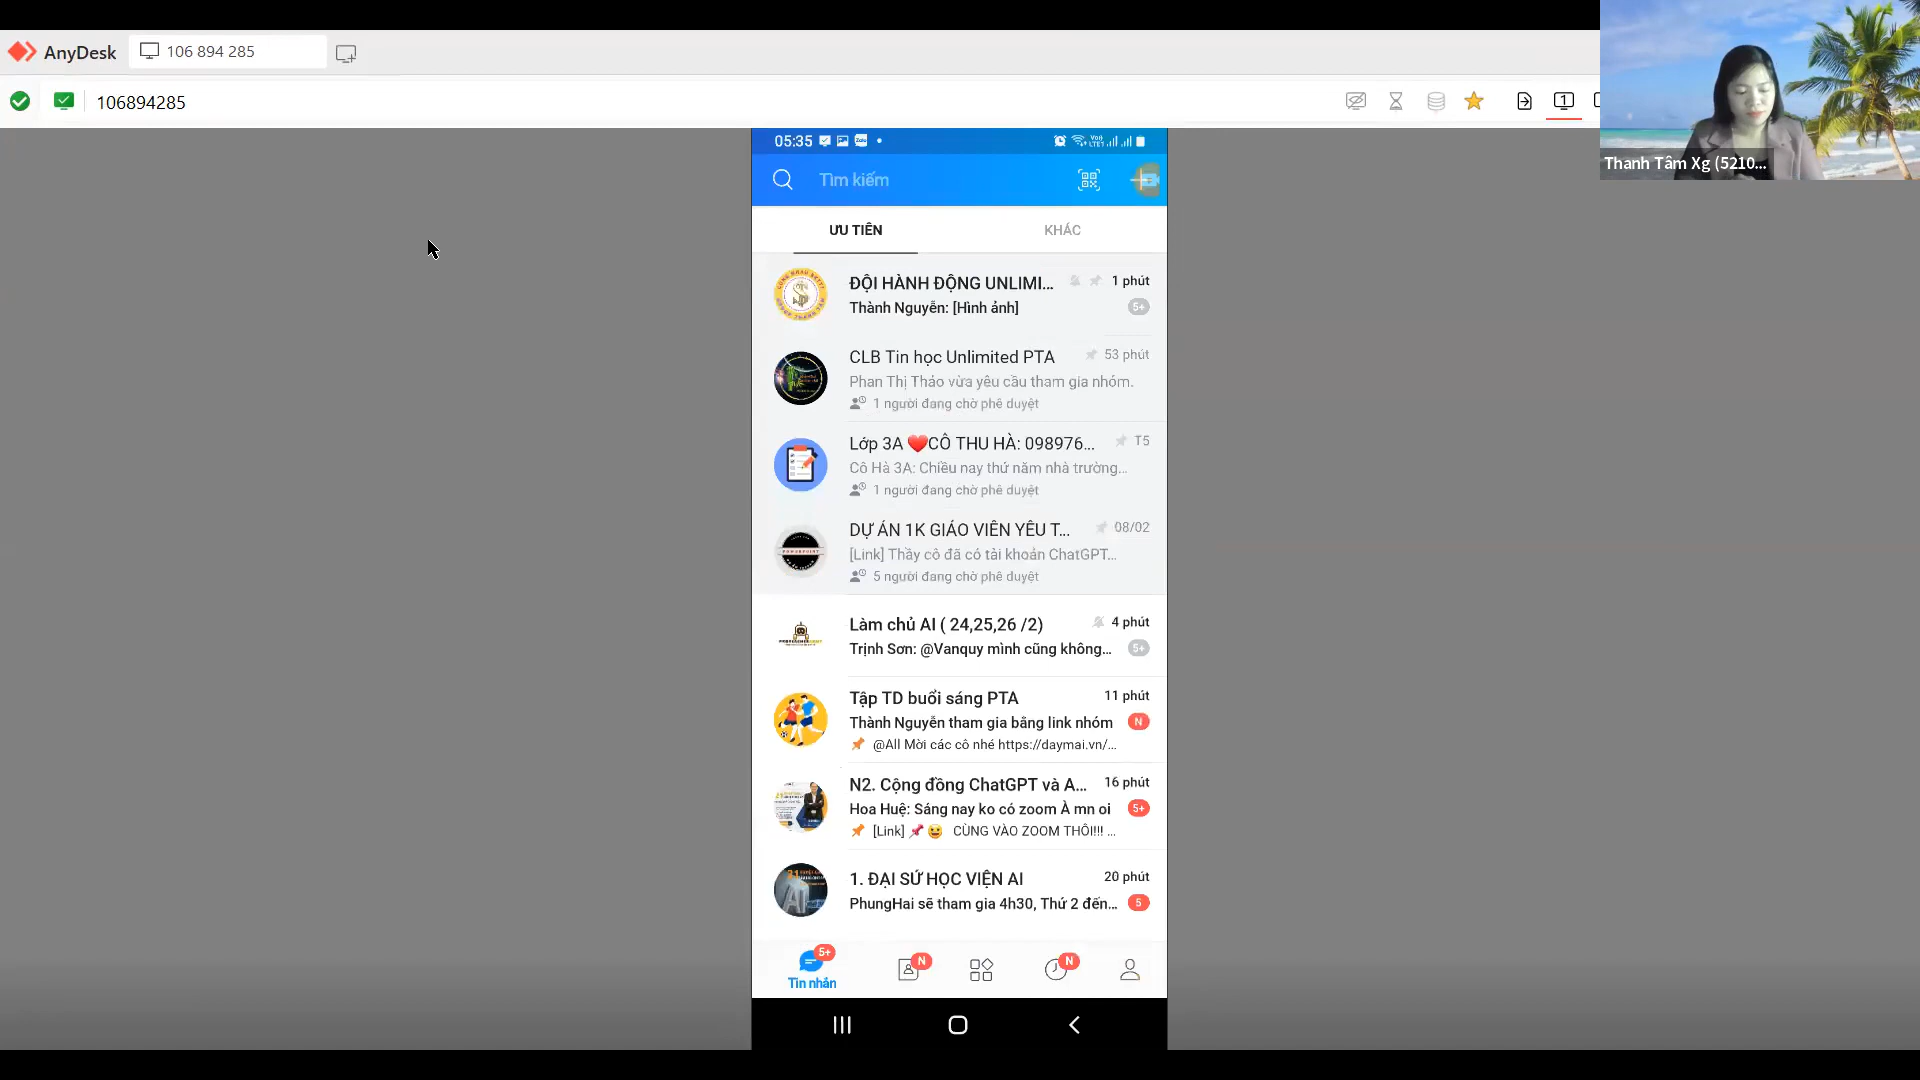 AnyDesk
106 894 285
106894285
Thanh Tâm Xg (5210...
05:35
Tìm kiếm
ƯU TIÊN
KHÁC
ĐỘI HÀNH ĐỘNG UNLIMI...
1 phút
Thành Nguyễn: [Hình ảnh]
5+
CLB Tin học Unlimited PTA
53 phút
Phan Thị Thảo vừa yêu cầu tham gia nhóm.
1 người đang chờ phê duyệt
Lớp 3A ❤️CÔ THU HÀ: 098976...
T5
Cô Hà 3A: Chiều nay thứ năm nhà trường...
1 người đang chờ phê duyệt
DỰ ÁN 1K GIÁO VIÊN YÊU T...
08/02
[Link] Thầy cô đã có tài khoản ChatGPT...
5 người đang chờ phê duyệt
Làm chủ AI ( 24,25,26 /2)
4 phút
Trịnh Sơn: @Vanquy mình cũng không...
5+
Tập TD buổi sáng PTA
11 phút
Thành Nguyễn tham gia bằng link nhóm
N
@All Mời các cô nhé https://daymai.vn/...
N2. Cộng đồng ChatGPT và A...
16 phút
Hoa Huệ: Sáng nay ko có zoom À mn oi
5+
[Link] 📌 😆 CÙNG VÀO ZOOM THÔI!!! ...
1. ĐẠI SỨ HỌC VIỆN AI
20 phút
PhungHai sẽ tham gia 4h30, Thứ 2 đến...
5
5+
N
N
Tin nhắn